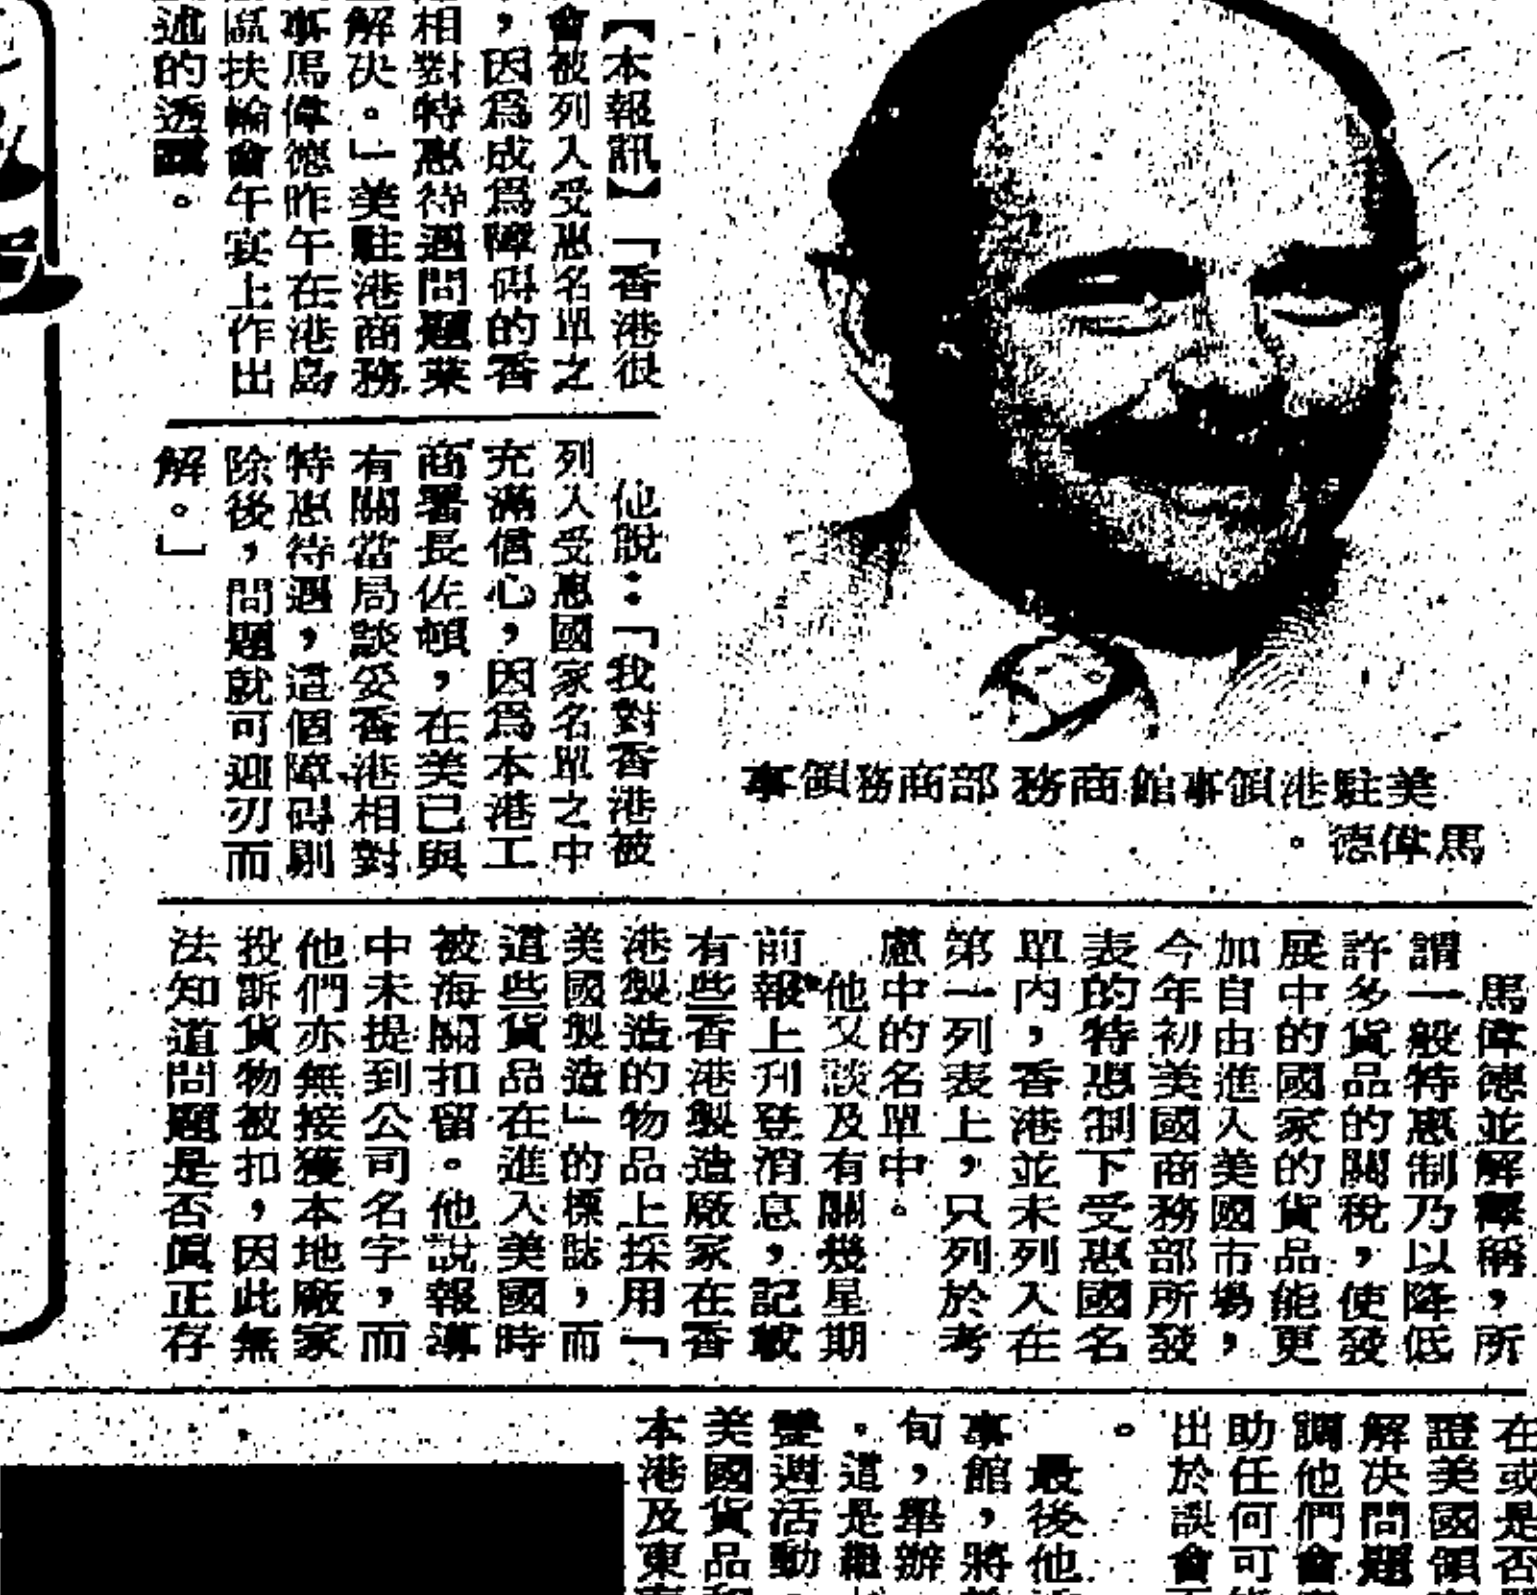 【本報訊】「香港很
會被列入受惠名單之
，因爲成爲障碍的香
相對特惠待遇問題業
解决。」美駐港商務
事馬偉德昨午在港島
區扶輪會午宴上作出
述的透露。
他說：「我對香港被
列入受惠國家名單之中
充滿信心，因爲本港工
商署長佐頓，在美已與
有關當局談妥香港相對
特惠待遇，這個障碍剔
除後，問題就可迎刃而
解。」
美駐港領事館商務部商務領事
馬偉德。
馬偉德並解釋稱，所
謂一般特惠制乃以降低
許多貨品的關稅，使發
展中的國家的貨品能更
加自由進入美國市場，
今年初美國商務部所發
表的特惠制下受惠國名
單內，香港並未列入在
第一列表上，只列於考
慮中的名單中。
他又談及有關幾星期
前報上刋登消息，記載
有些香港製造廠家在香
港製造的物品上採用「
美國製造」的標誌，而
這些貨品在進入美國時
被海關扣留。他說報導
中未提到公司名字，而
他們亦無接獲本地廠家
投訴貨物被扣，因此無
法知道問題是否眞正存
在或是否
證美國領
解决問題
調他們會
助任何可
出於誤會
。
最後他
事館，將
旬，舉辦
。這是繼
雙週活動
美國貨品
本港及東